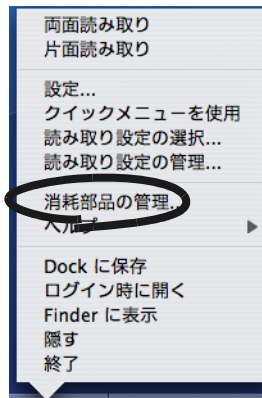 両面読み取り
片面読み取り
設定...
クイックメニューを使用
読み取り設定の選択...
読み取り設定の管理...
消耗部品の管理...
ヘルプ
Dock に保存
ログイン時に開く
Finder に表示
隠す
終了